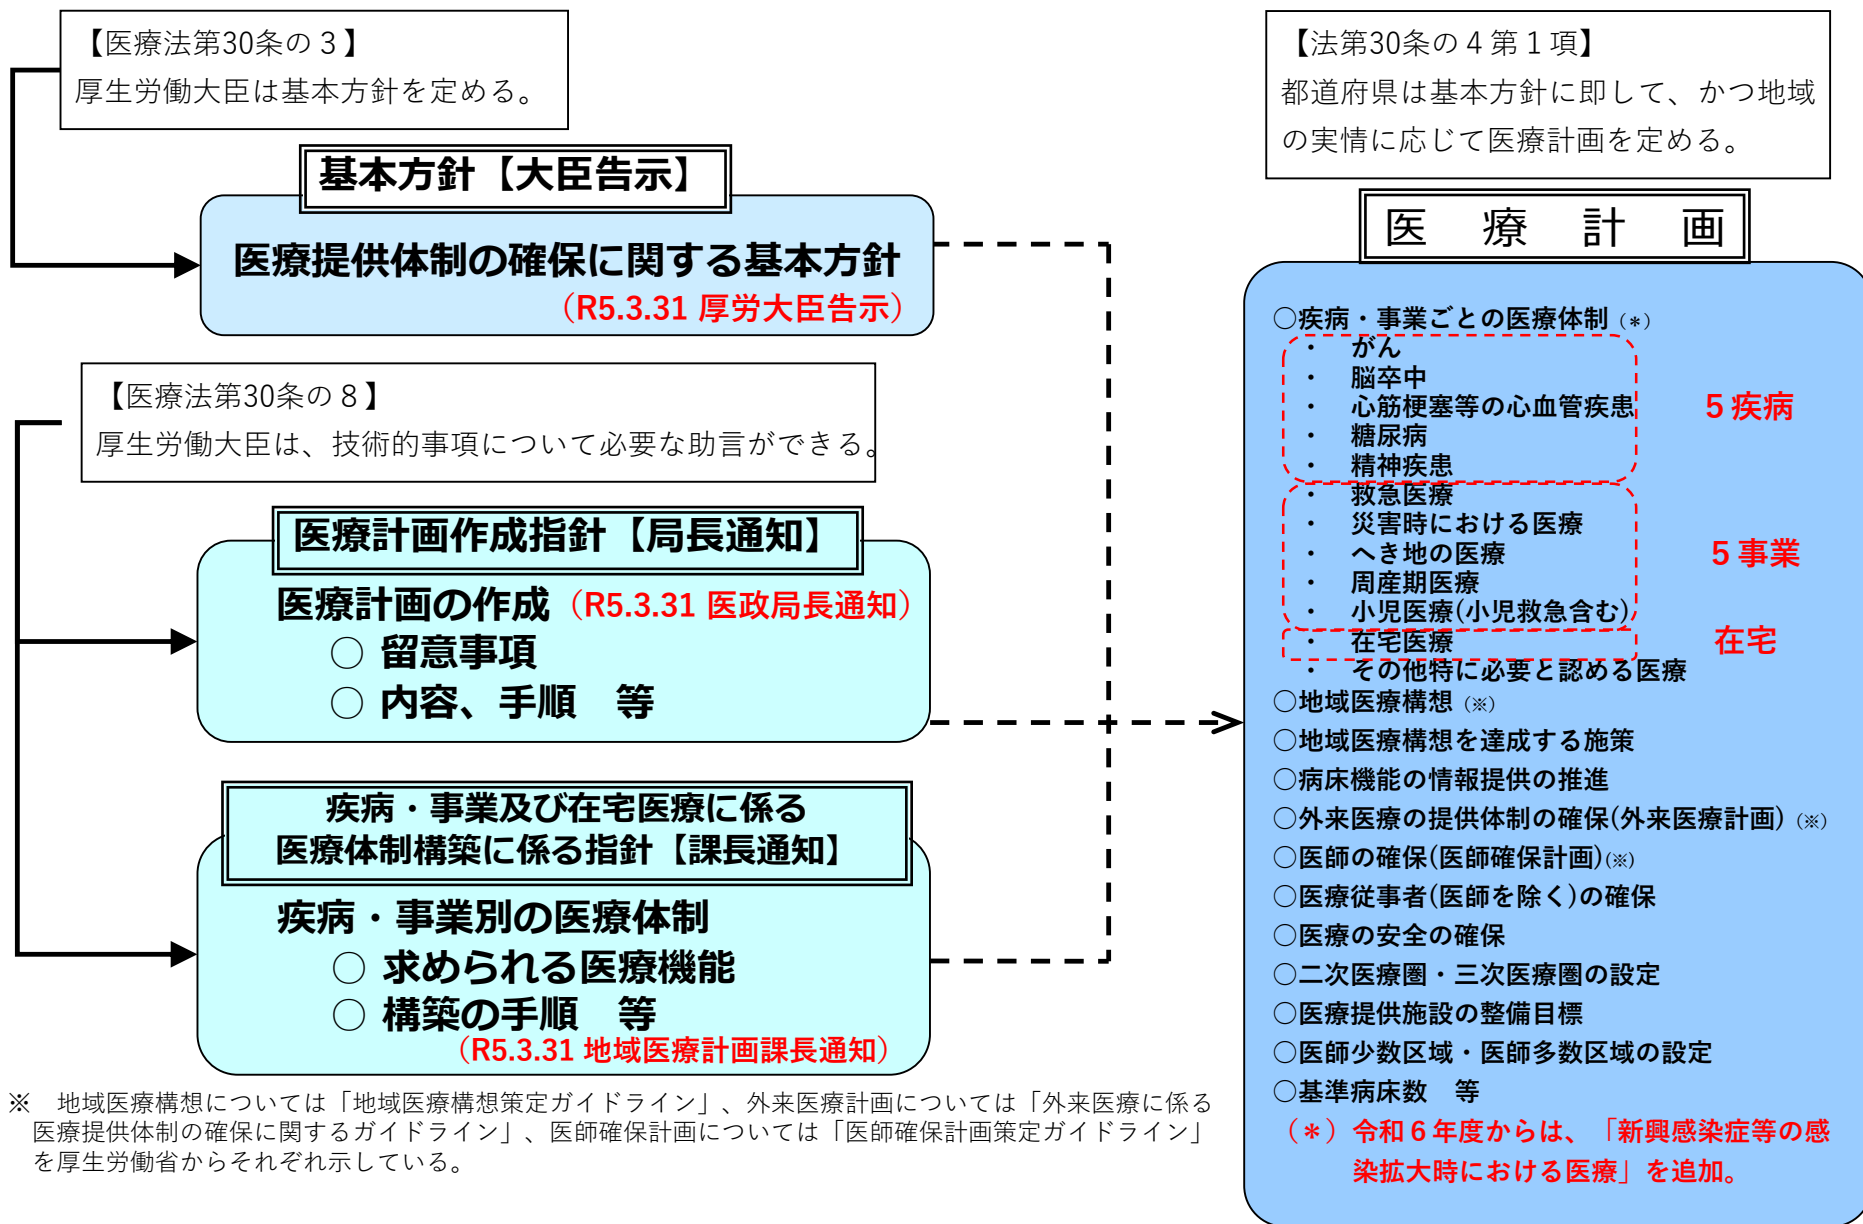 【医療法第30条の３】
厚生労働大臣は基本方針を定める。
基本方針【大臣告示】
医療提供体制の確保に関する基本方針
（R5.3.31 厚労大臣告示）
【医療法第30条の８】
厚生労働大臣は、技術的事項について必要な助言ができる。
医療計画作成指針【局長通知】
医療計画の作成（R5.3.31 医政局長通知）
○ 留意事項
○ 内容、手順　等
疾病・事業及び在宅医療に係る
医療体制構築に係る指針【課長通知】
疾病・事業別の医療体制
○ 求められる医療機能
○ 構築の手順　等
（R5.3.31 地域医療計画課長通知）
※　地域医療構想については「地域医療構想策定ガイドライン」、外来医療計画については「外来医療に係る
医療提供体制の確保に関するガイドライン」、医師確保計画については「医師確保計画策定ガイドライン」
を厚生労働省からそれぞれ示している。
【法第30条の４第１項】
都道府県は基本方針に即して、かつ地域
の実情に応じて医療計画を定める。
医　療　計　画
○疾病・事業ごとの医療体制（＊）
・　がん
・　脳卒中
・　心筋梗塞等の心血管疾患
・　糖尿病
・　精神疾患
５疾病
・　救急医療
・　災害時における医療
・　へき地の医療
・　周産期医療
・　小児医療(小児救急含む)
５事業
・　在宅医療
在宅
・　その他特に必要と認める医療
○地域医療構想（※）
○地域医療構想を達成する施策
○病床機能の情報提供の推進
○外来医療の提供体制の確保(外来医療計画)（※）
○医師の確保(医師確保計画)(※)
○医療従事者(医師を除く)の確保
○医療の安全の確保
○二次医療圏・三次医療圏の設定
○医療提供施設の整備目標
○医師少数区域・医師多数区域の設定
○基準病床数　等
（＊）令和６年度からは、「新興感染症等の感
染拡大時における医療」を追加。